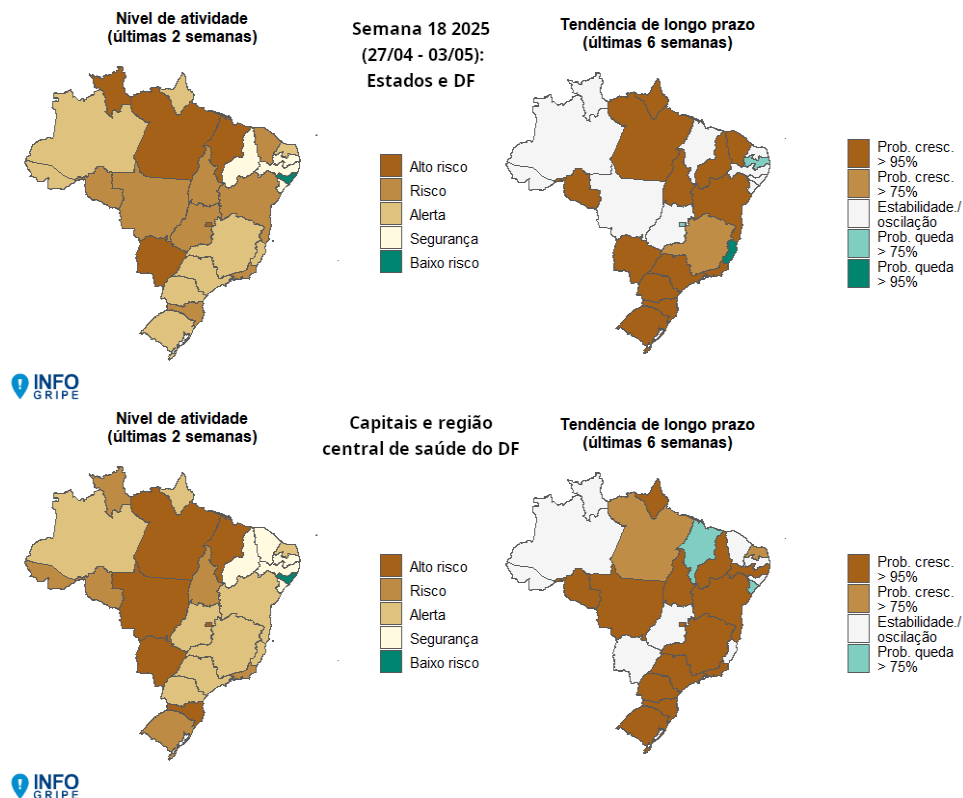 Nível de atividade
(últimas 2 semanas)
Semana 18 2025
(27/04 - 03/05):
Estados e DF
Tendência de longo prazo
(últimas 6 semanas)
Alto risco
Risco
Alerta
Segurança
Baixo risco
Prob. cresc.
> 95%
Prob. cresc.
> 75%
Estabilidade./
oscilação
Prob. queda
> 75%
Prob. queda
> 95%
INFO
GRIPE
Nível de atividade
(últimas 2 semanas)
Capitais e região
central de saúde do DF
Tendência de longo prazo
(últimas 6 semanas)
Alto risco
Risco
Alerta
Segurança
Baixo risco
Prob. cresc.
> 95%
Prob. cresc.
> 75%
Estabilidade./
oscilação
Prob. queda
> 75%
INFO
GRIPE